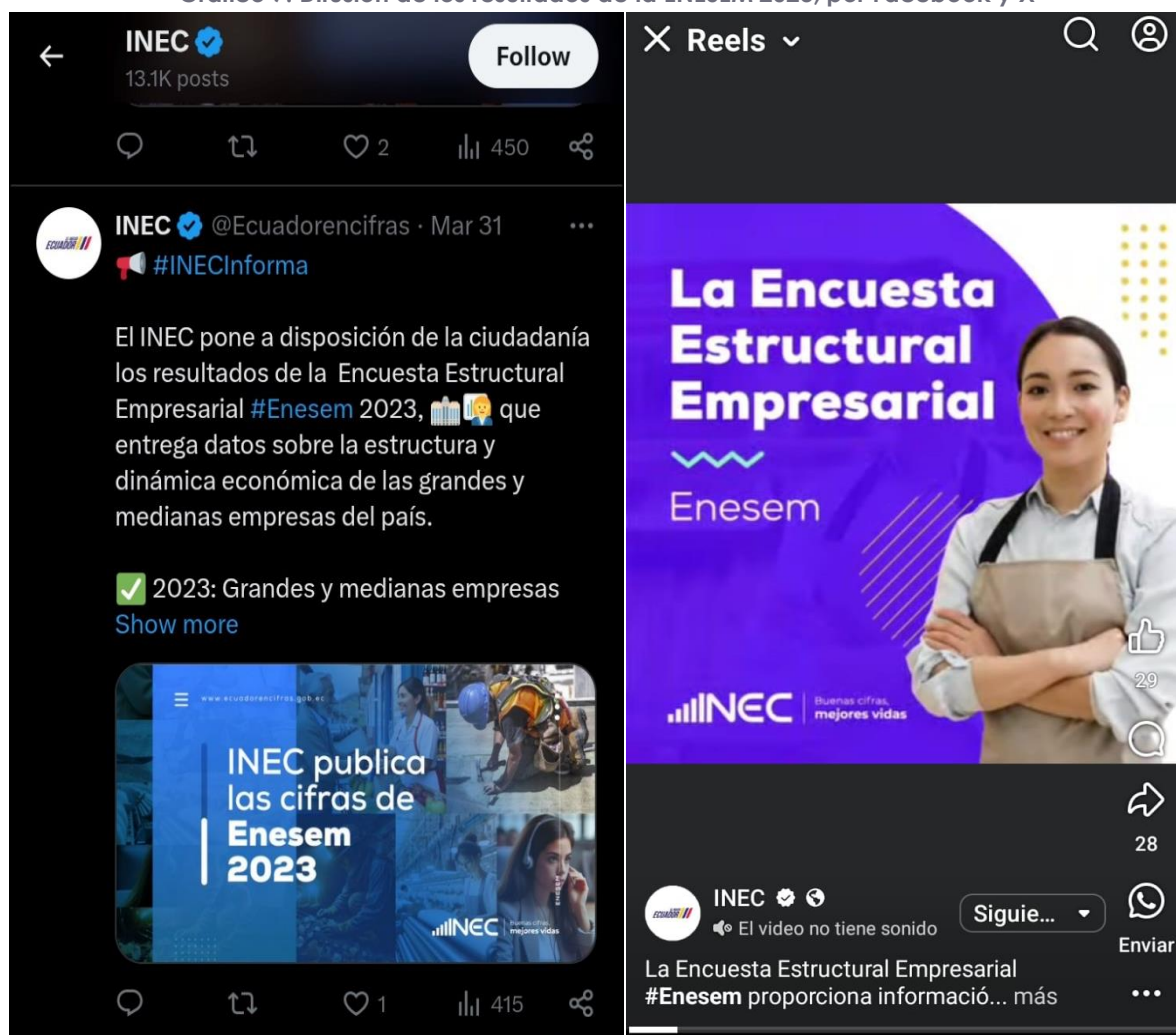 INEC
13.1K posts
Follow
2
450
INEC @Ecuadorencifras · Mar 31
#INECInforma
El INEC pone a disposición de la ciudadanía
los resultados de la Encuesta Estructural
Empresarial #Enesem 2023, que
entrega datos sobre la estructura y
dinámica económica de las grandes y
medianas empresas del país.
2023: Grandes y medianas empresas
Show more
www.ecuadorencifras.gob.ec
INEC publica
las cifras de
Enesem
2023
ENESEM
INEC
Buenas cifras,
mejores vidas
1
415
Reels
La Encuesta
Estructural
Empresarial
Enesem
INEC
Buenas cifras,
mejores vidas
29
28
INEC
El video no tiene sonido
Siguie...
Enviar
La Encuesta Estructural Empresarial
#Enesem proporciona informació... más